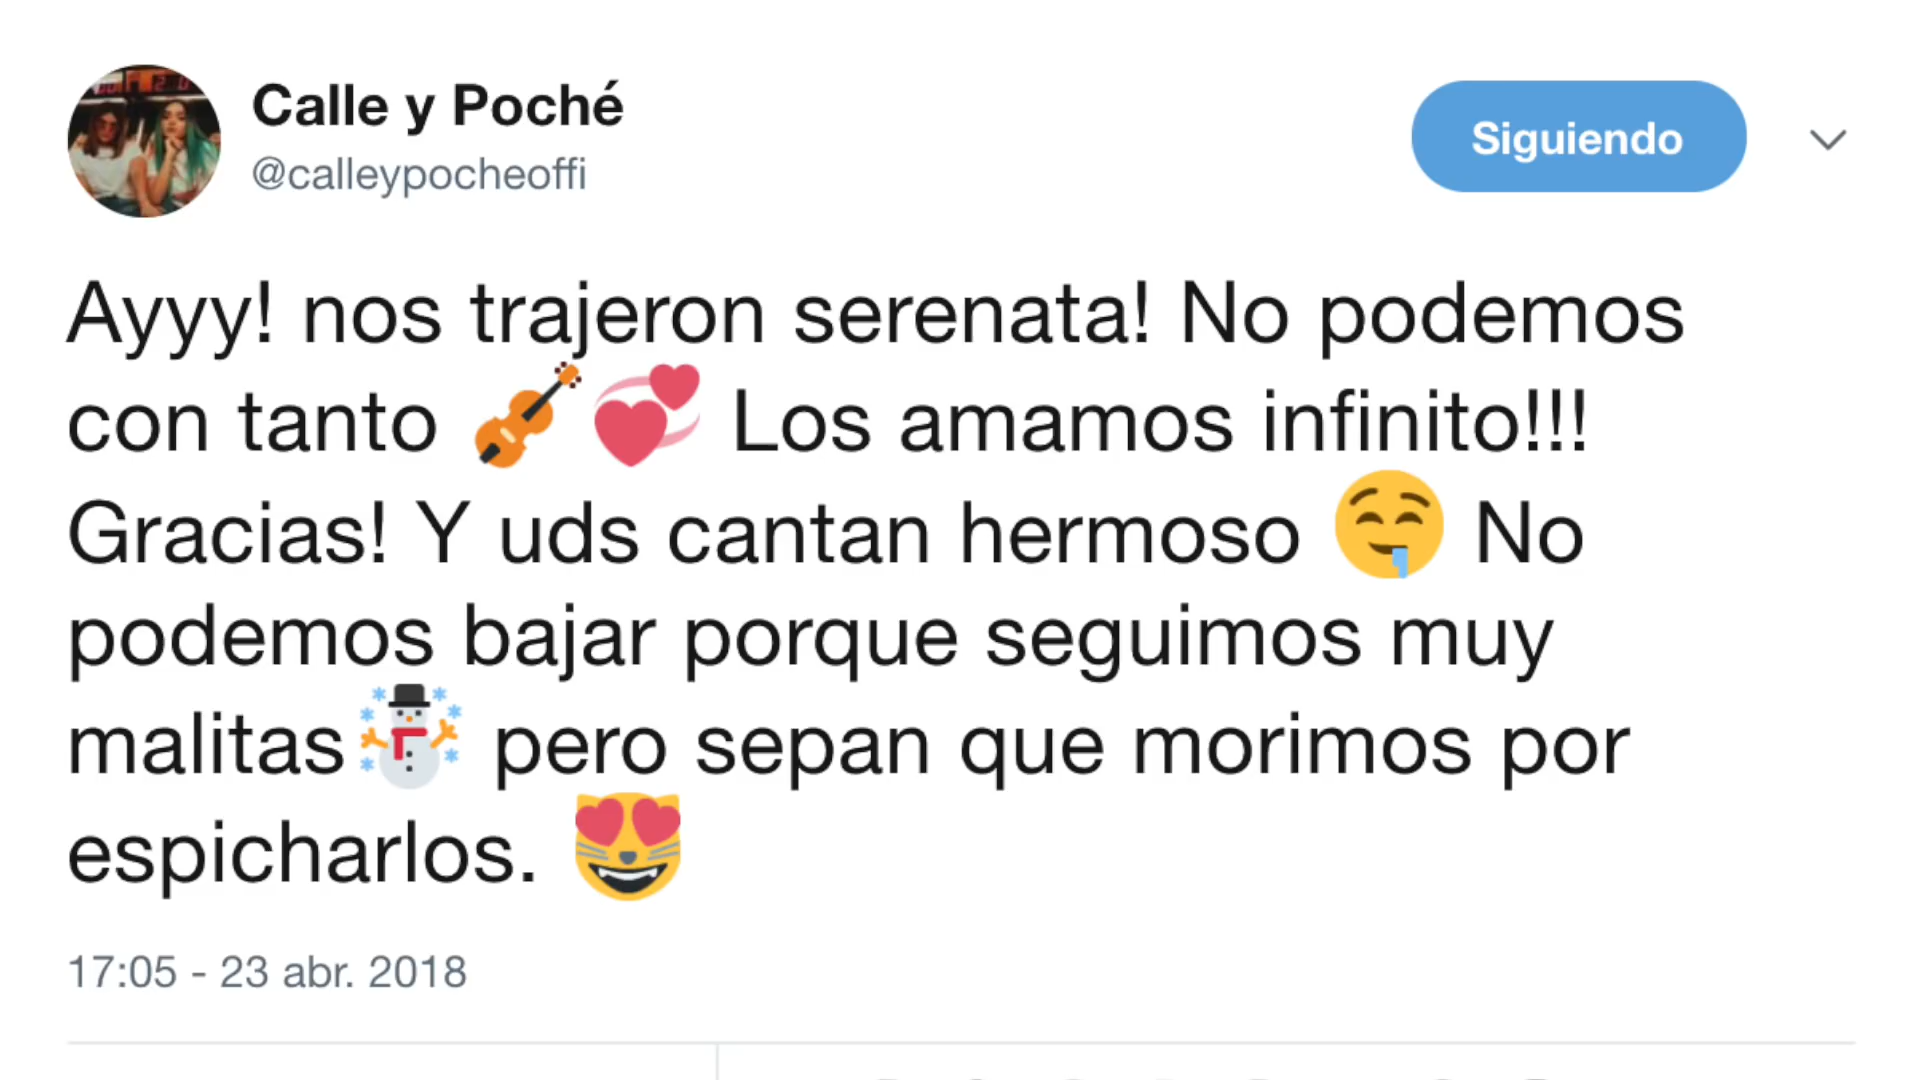 Calle y Poché
@calleypocheoffi
Siguiendo
Ayyy! nos trajeron serenata! No podemos
con tanto 🎻💞 Los amamos infinito!!!
Gracias! Y uds cantan hermoso 🤤 No
podemos bajar porque seguimos muy
malitas☃️ pero sepan que morimos por
espicharlos. 😻
17:05 - 23 abr. 2018